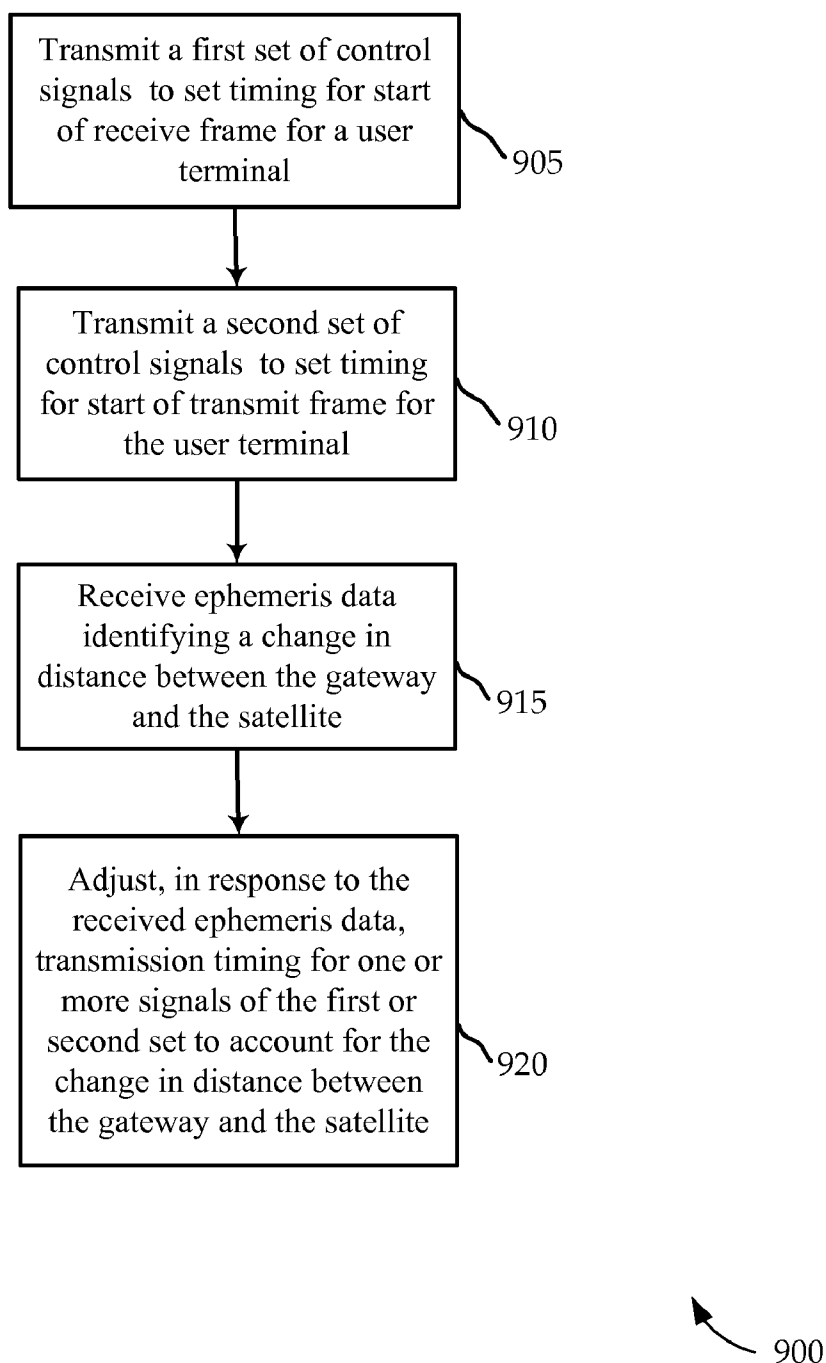 Transmit a first set of control
signals to set timing for start
of receive frame for a user
terminal
905
Transmit a second set of
control signals to set timing
for start of transmit frame for
the user terminal
910
Receive ephemeris data
identifying a change in
distance between the gateway
and the satellite
915
Adjust, in response to the
received ephemeris data,
transmission timing for one or
more signals of the first or
second set to account for the
change in distance between
the gateway and the satellite
920
900